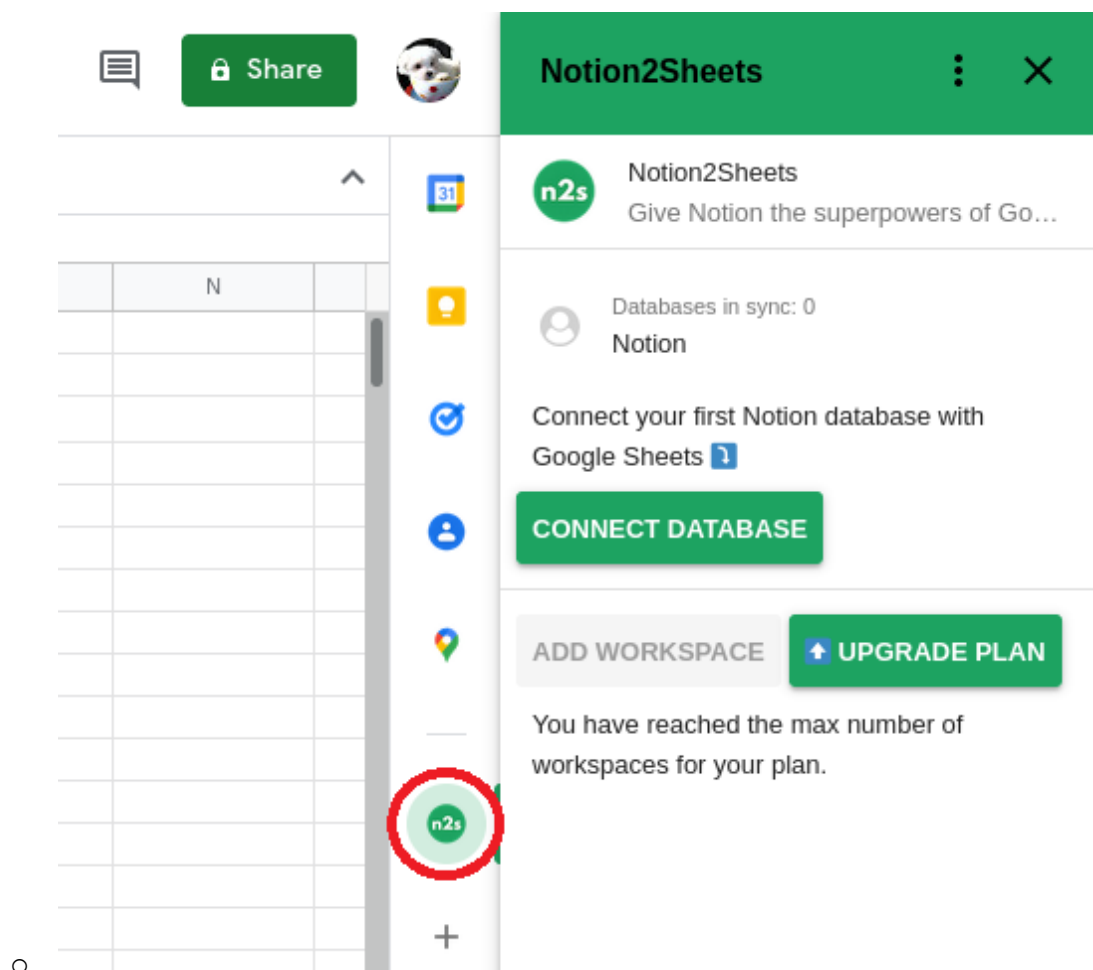 Share
Notion2Sheets
31
n2s
Notion2Sheets
Give Notion the superpowers of Go...
N
Databases in sync: 0
Notion
Connect your first Notion database with
Google Sheets ⤵️
CONNECT DATABASE
ADD WORKSPACE
⬆️ UPGRADE PLAN
You have reached the max number of
workspaces for your plan.
n2s